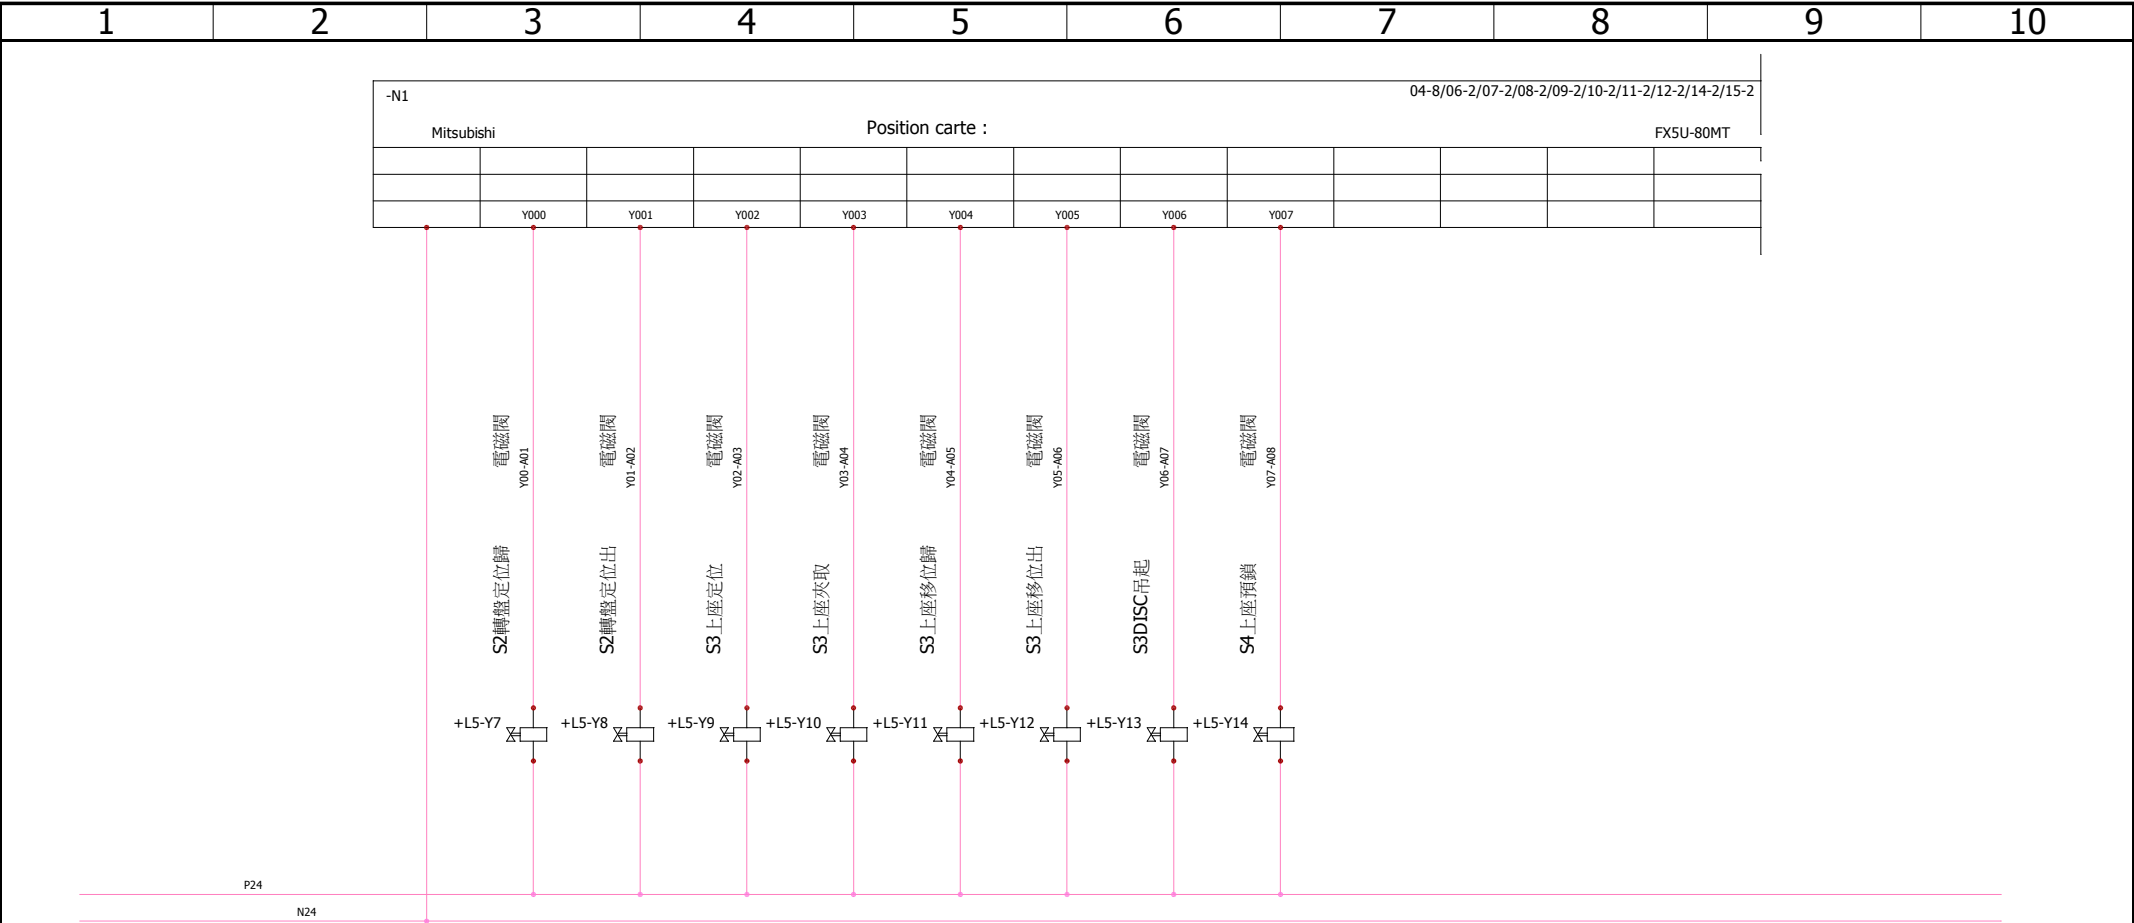 1 2 3 4 5 6 7 8 9 10
-N1 04-8/06-2/07-2/08-2/09-2/10-2/11-2/12-2/14-2/15-2
Mitsubishi Position carte : FX5U-80MT
Y000 Y001 Y002 Y003 Y004 Y005 Y006 Y007
電磁閥 電磁閥 電磁閥 電磁閥 電磁閥 電磁閥 電磁閥 電磁閥
Y00-A01 Y01-A02 Y02-A03 Y03-A04 Y04-A05 Y05-A06 Y06-A07 Y07-A08
S2轉盤定位歸 S2轉盤定位出 S3上座定位 S3上座夾取 S3上座移位歸 S3上座移位出 S3DISC吊起 S4上座預鎖
+L5-Y7 +L5-Y8 +L5-Y9 +L5-Y10 +L5-Y11 +L5-Y12 +L5-Y13 +L5-Y14
P24
N24